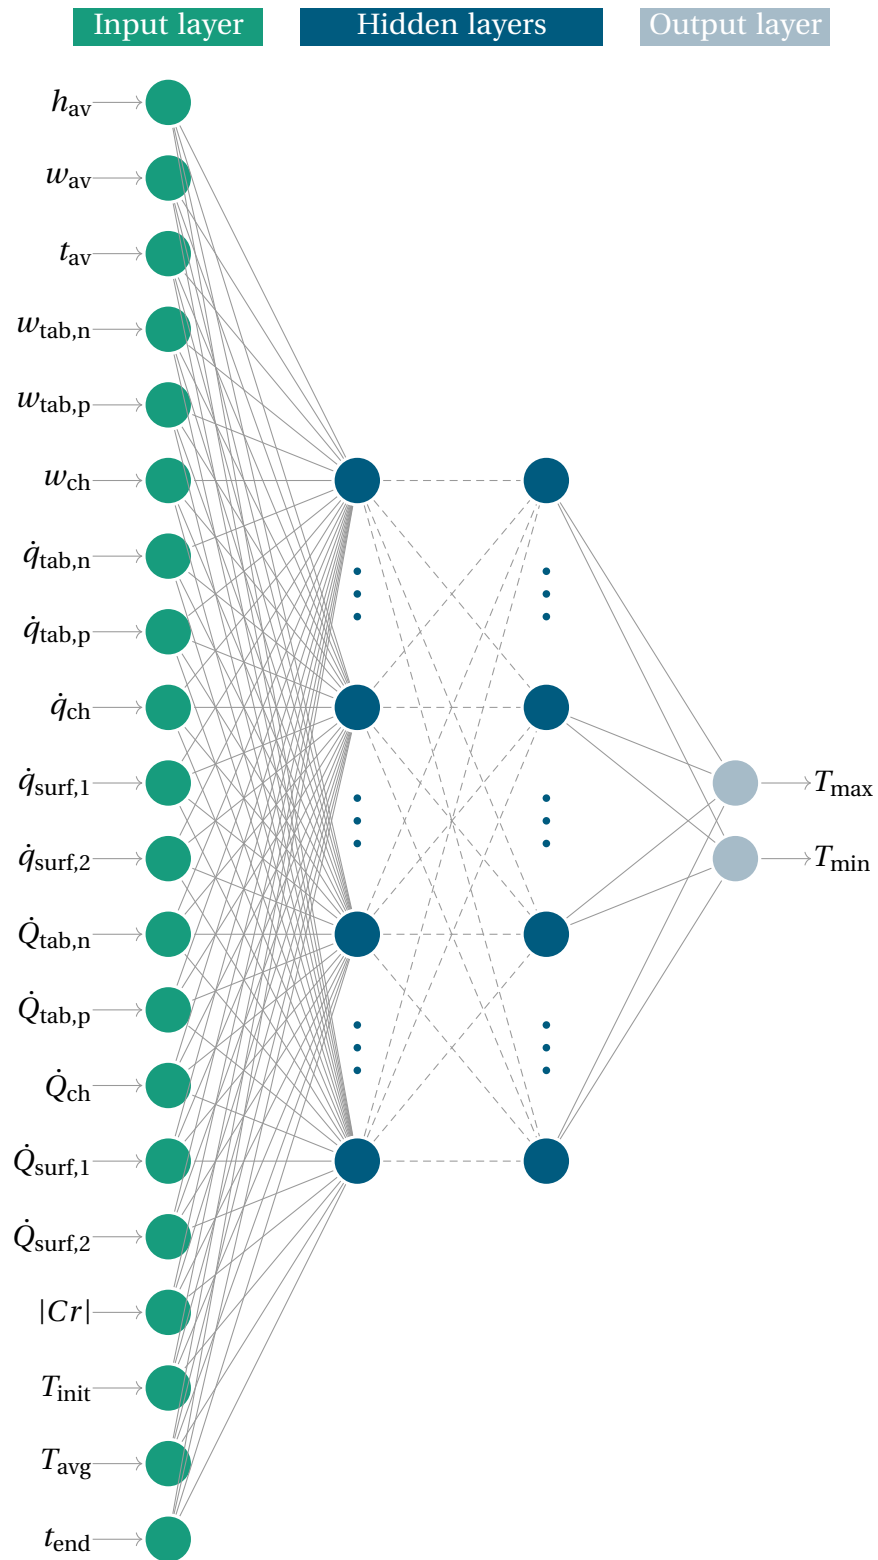 Input layer Hidden layers Output layer
h_av
w_av
t_av
w_tab,n
w_tab,p
w_ch
q̇_tab,n
q̇_tab,p
q̇_ch
q̇_surf,1
T_max
q̇_surf,2
T_min
Q̇_tab,n
Q̇_tab,p
Q̇_ch
Q̇_surf,1
Q̇_surf,2
|Cr|
T_init
T_avg
t_end